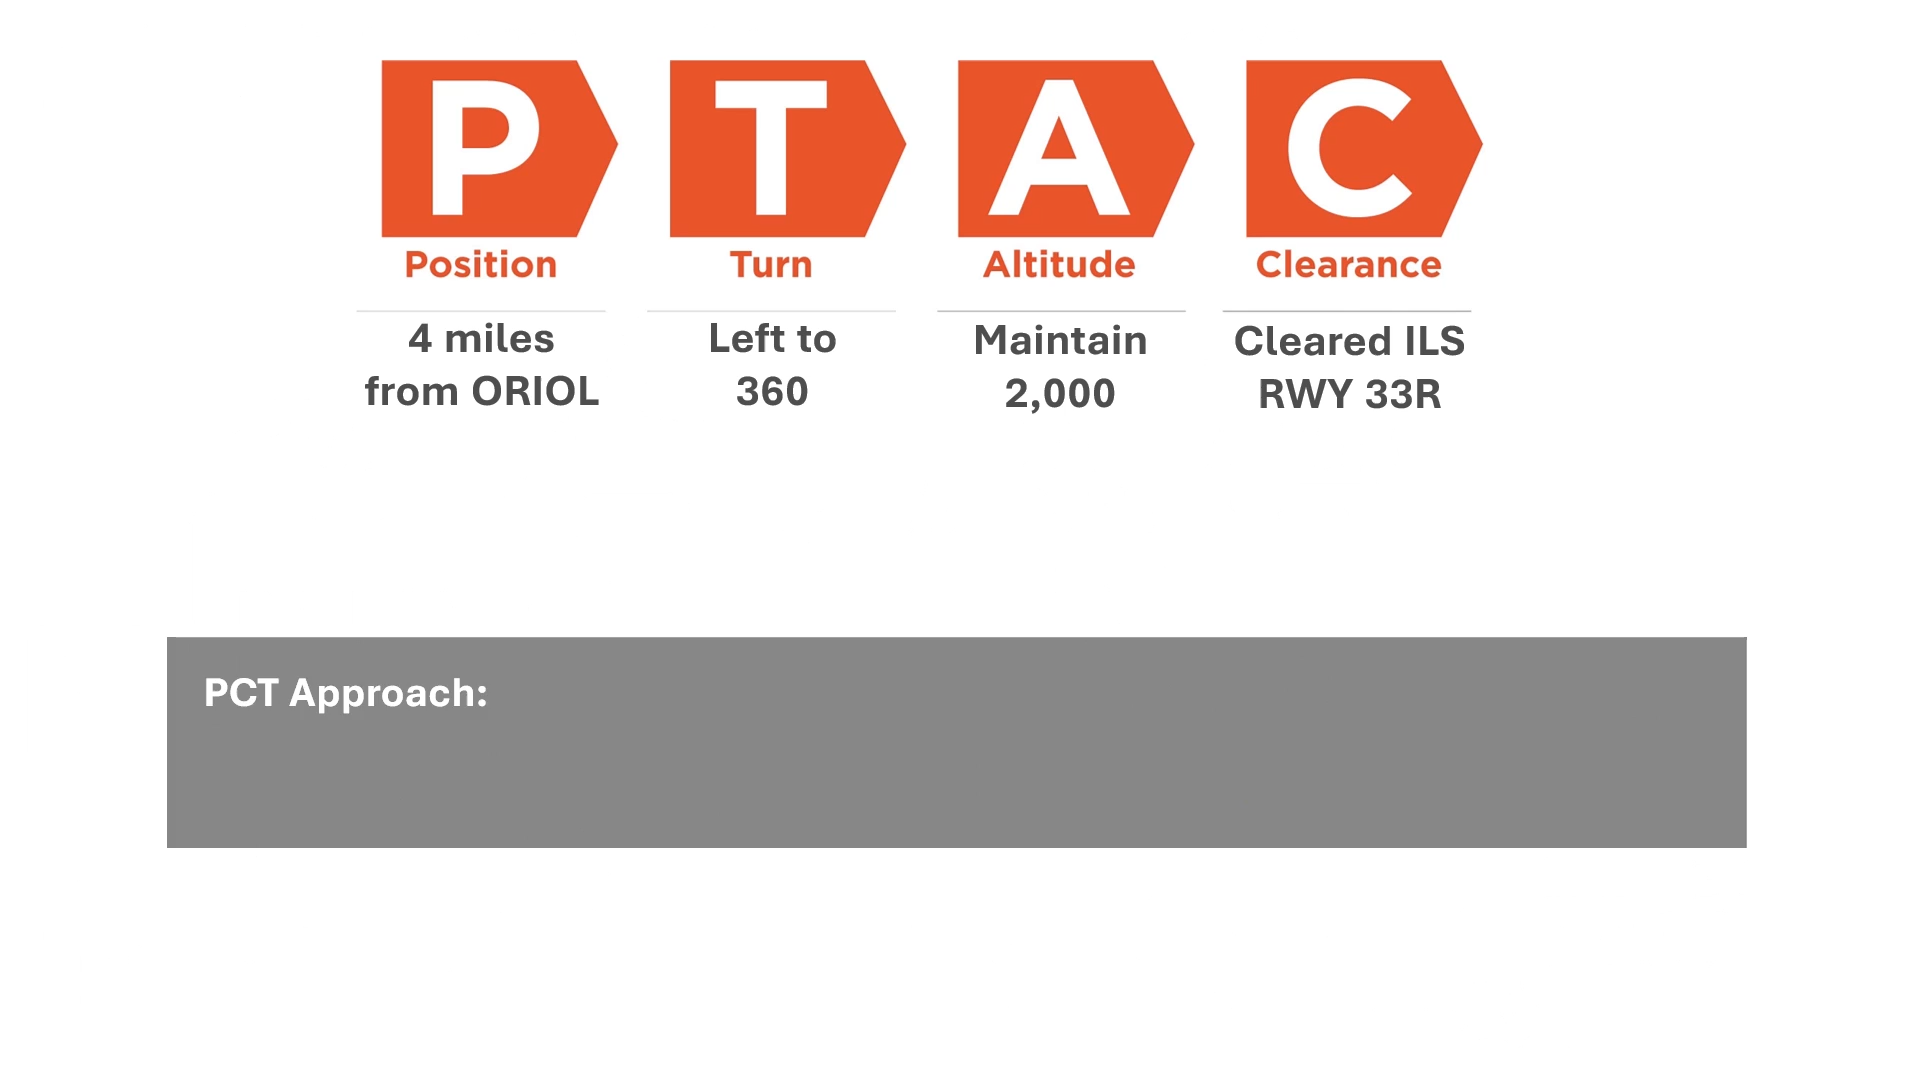 P T A C
Position Turn Altitude Clearance
4 miles Left to Maintain Cleared ILS
from ORIOL 360 2,000 RWY 33R
PCT Approach: